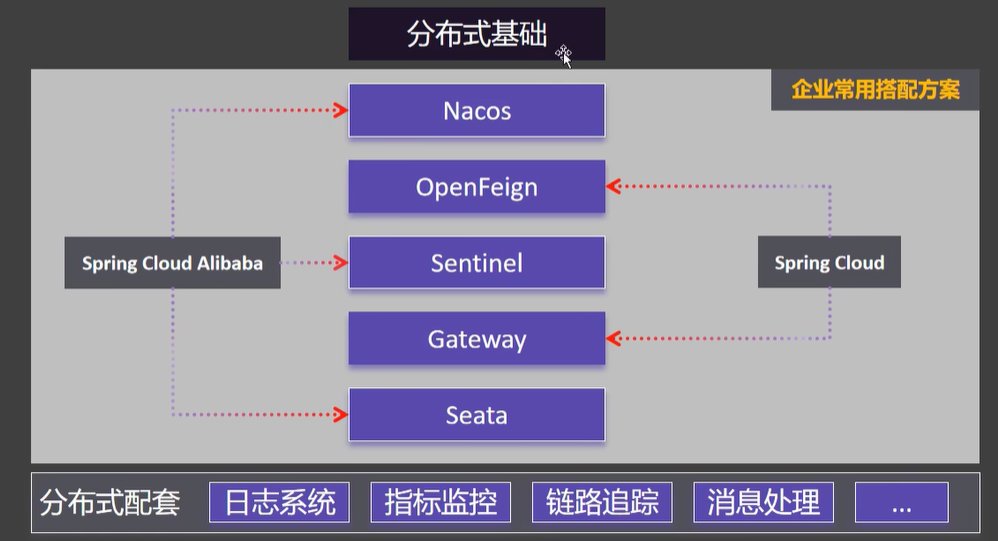 分布式基础
企业常用搭配方案
Nacos
OpenFeign
Spring Cloud Alibaba
Sentinel
Spring Cloud
Gateway
Seata
分布式配套
日志系统
指标监控
链路追踪
消息处理
...